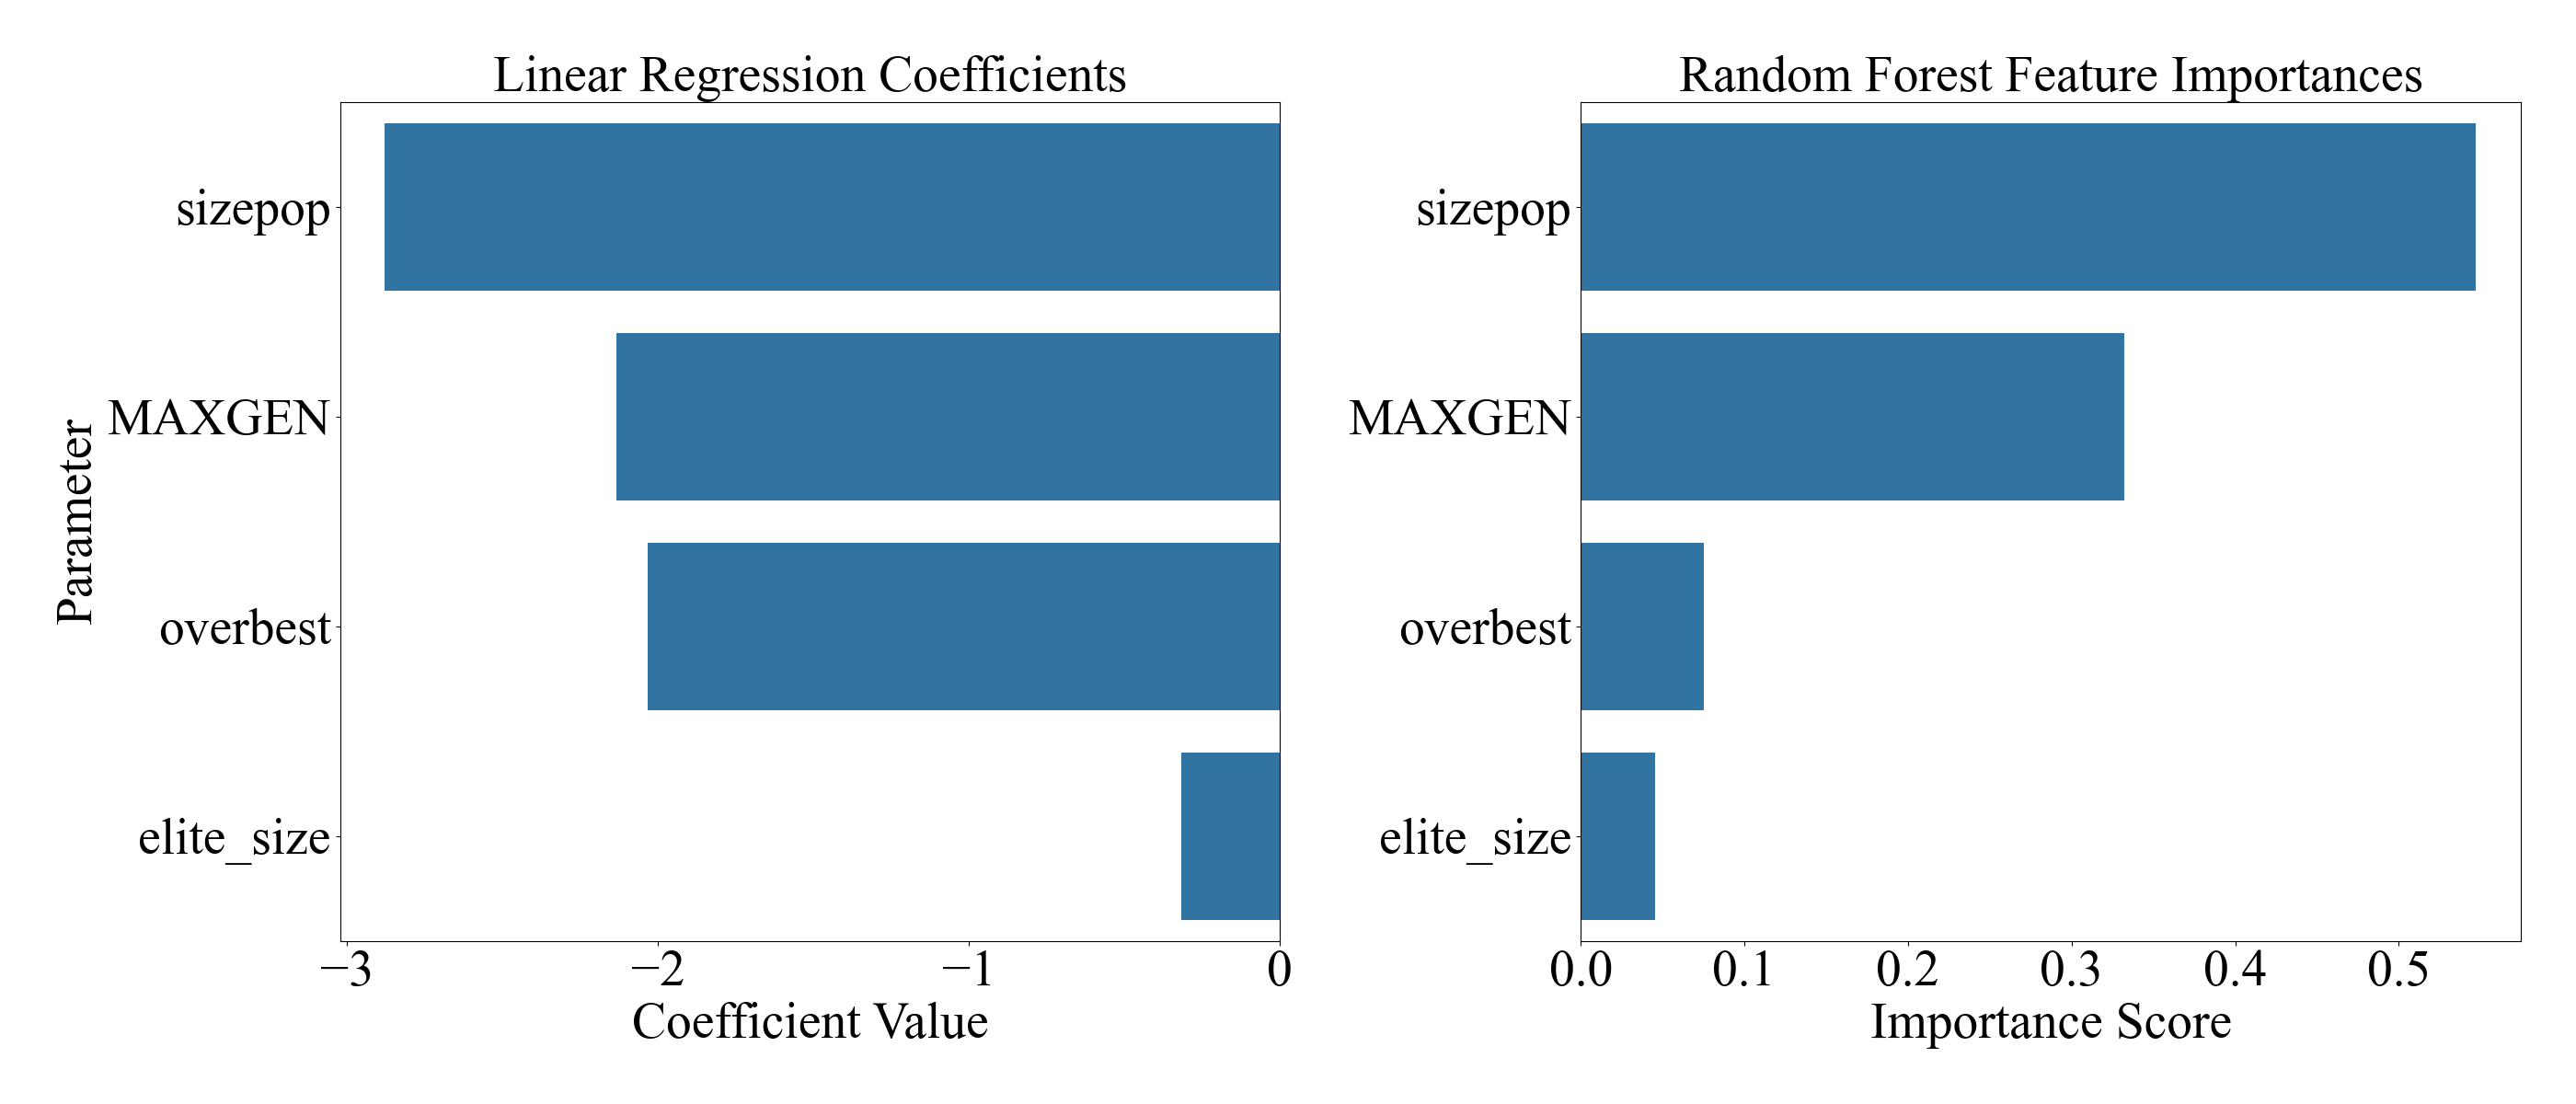 Linear Regression Coefficients
Parameter
sizepop
MAXGEN
overbest
elite_size
−3 −2 −1 0
Coefficient Value
Random Forest Feature Importances
sizepop
MAXGEN
overbest
elite_size
0.0 0.1 0.2 0.3 0.4 0.5
Importance Score